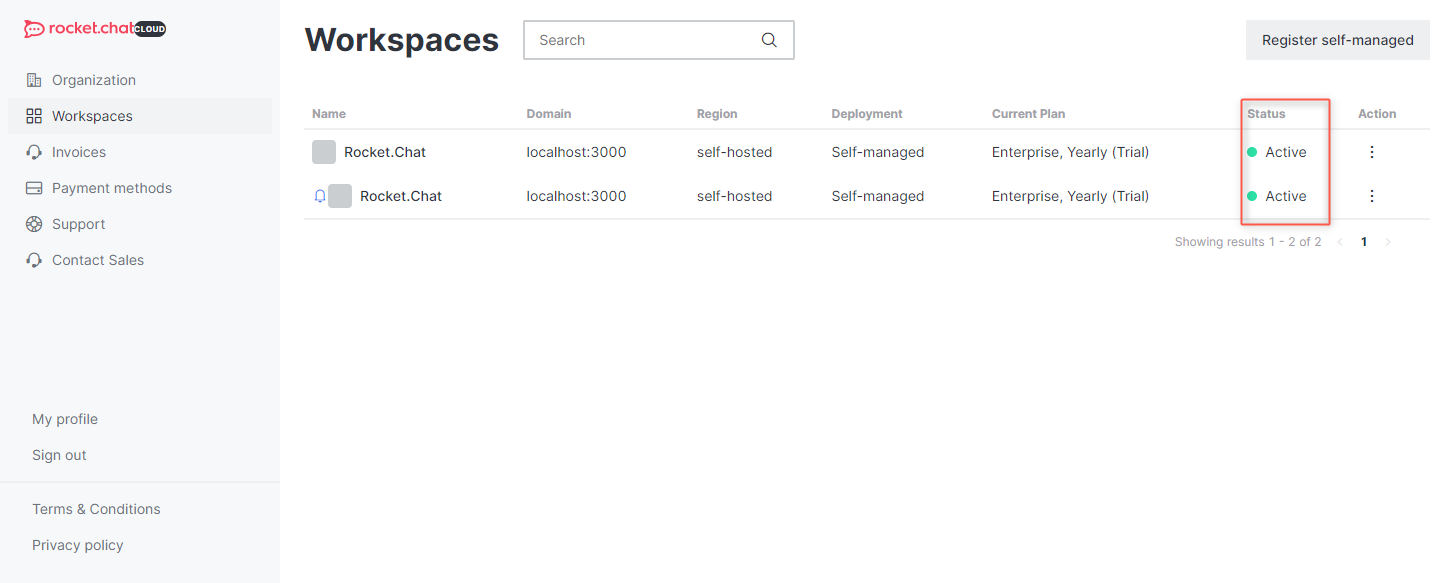 rocket.chat CLOUD
Organization
Workspaces
Invoices
Payment methods
Support
Contact Sales
My profile
Sign out
Terms & Conditions
Privacy policy
Workspaces
Search
Register self-managed
Name Domain Region Deployment Current Plan Status Action
Rocket.Chat localhost:3000 self-hosted Self-managed Enterprise, Yearly (Trial) Active
Rocket.Chat localhost:3000 self-hosted Self-managed Enterprise, Yearly (Trial) Active
Showing results 1 - 2 of 2 ‹ 1 ›